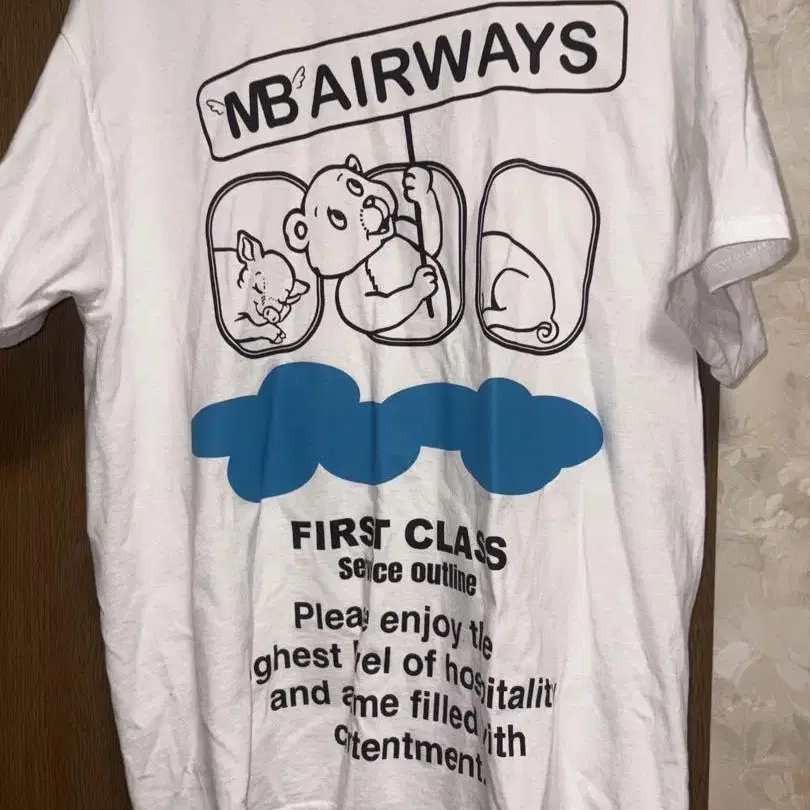 MB AIRWAYS
FIRST CLASS
service outline
Please enjoy the
highest level of hospitality
and a time filled with
contentment.